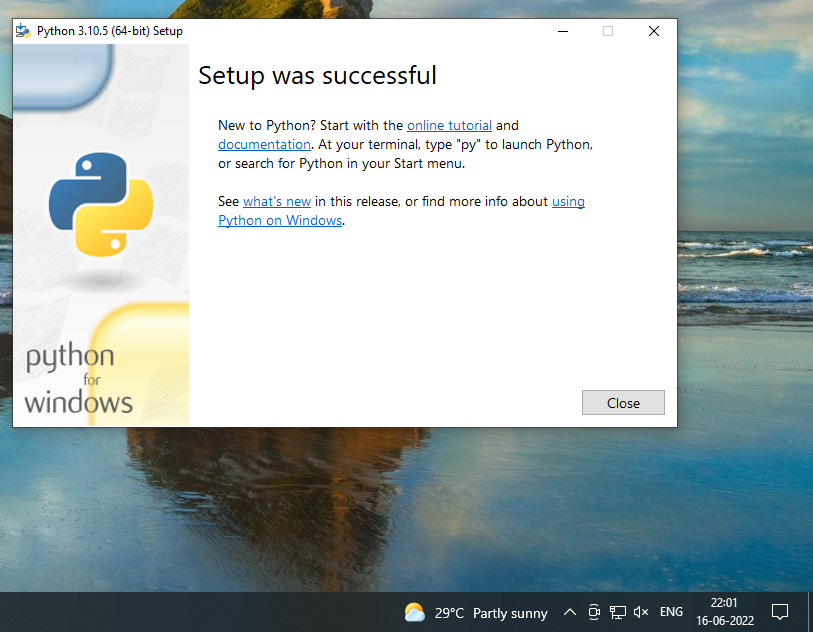 Python 3.10.5 (64-bit) Setup
Setup was successful
New to Python? Start with the online tutorial and
documentation. At your terminal, type "py" to launch Python,
or search for Python in your Start menu.
See what's new in this release, or find more info about using
Python on Windows.
python
for
windows
Close
29°C Partly sunny
ENG
22:01
16-06-2022